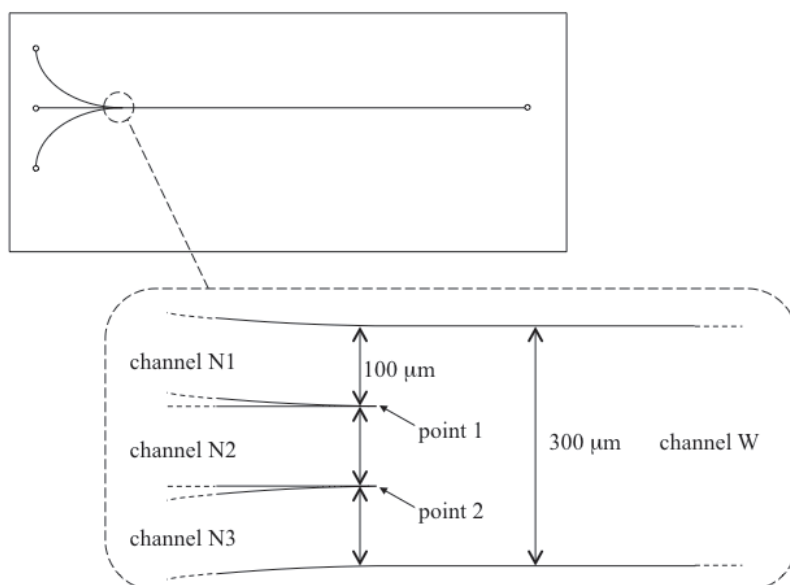 channel N1
100 μm
point 1
channel N2
300 μm
channel W
point 2
channel N3